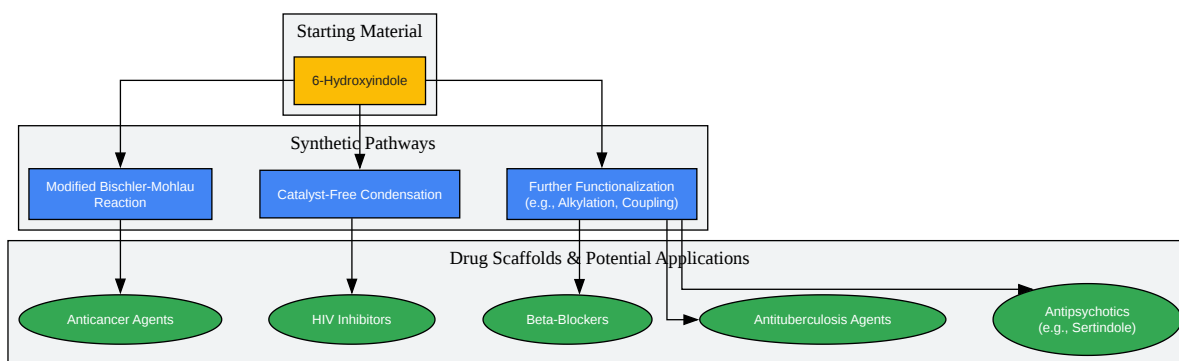 Starting Material
6-Hydroxyindole
Synthetic Pathways
Modified Bischler-Mohlau
Reaction
Catalyst-Free Condensation
Further Functionalization
(e.g., Alkylation, Coupling)
Drug Scaffolds & Potential Applications
Anticancer Agents
HIV Inhibitors
Beta-Blockers
Antituberculosis Agents
Antipsychotics
(e.g., Sertindole)